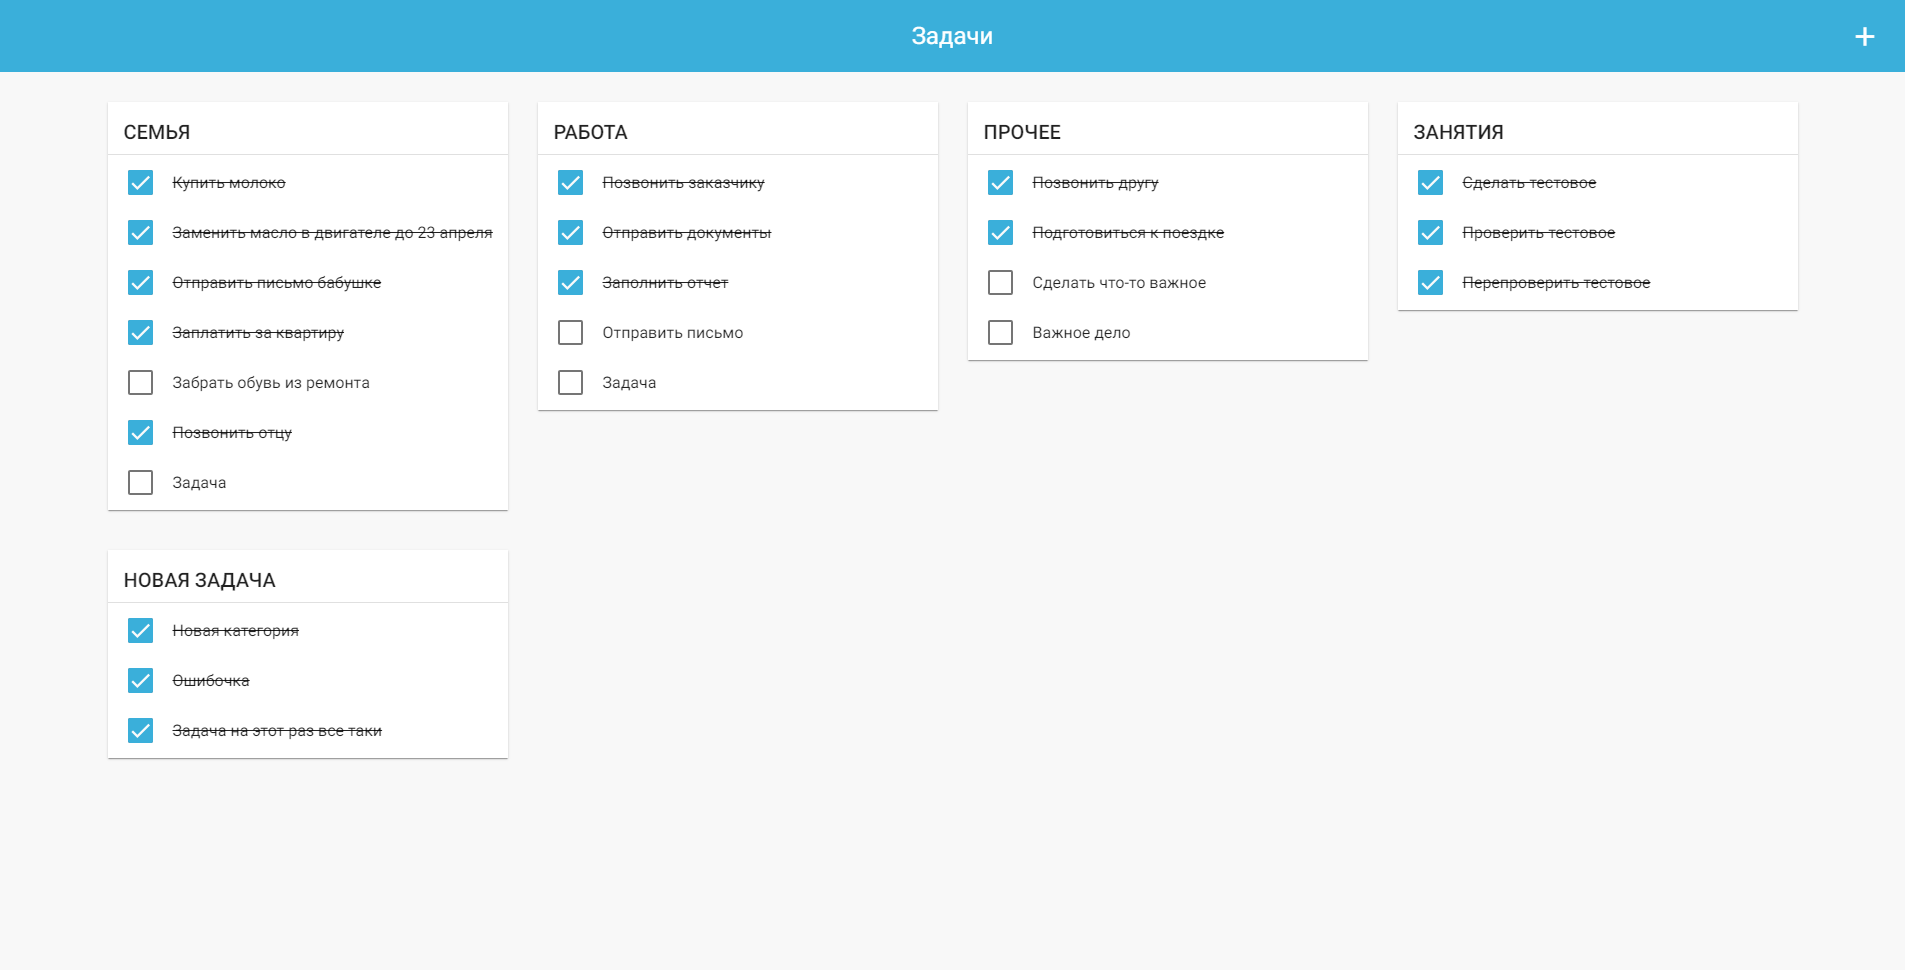 Задачи
СЕМЬЯ
Купить молоко
Заменить масло в двигателе до 23 апреля
Отправить письмо бабушке
Заплатить за квартиру
Забрать обувь из ремонта
Позвонить отцу
Задача
РАБОТА
Позвонить заказчику
Отправить документы
Заполнить отчет
Отправить письмо
Задача
ПРОЧЕЕ
Позвонить другу
Подготовиться к поездке
Сделать что-то важное
Важное дело
ЗАНЯТИЯ
Сделать тестовое
Проверить тестовое
Перепроверить тестовое
НОВАЯ ЗАДАЧА
Новая категория
Ошибочка
Задача на этот раз все таки